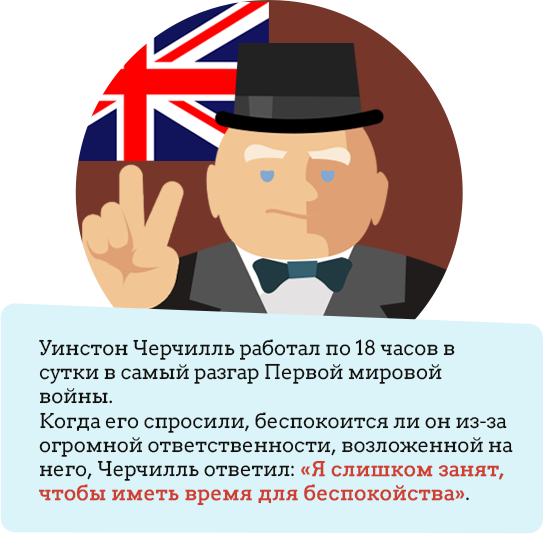 Уинстон Черчилль работал по 18 часов в
сутки в самый разгар Первой мировой
войны.
Когда его спросили, беспокоится ли он из-за
огромной ответственности, возложенной на
него, Черчилль ответил: «Я слишком занят,
чтобы иметь время для беспокойства».